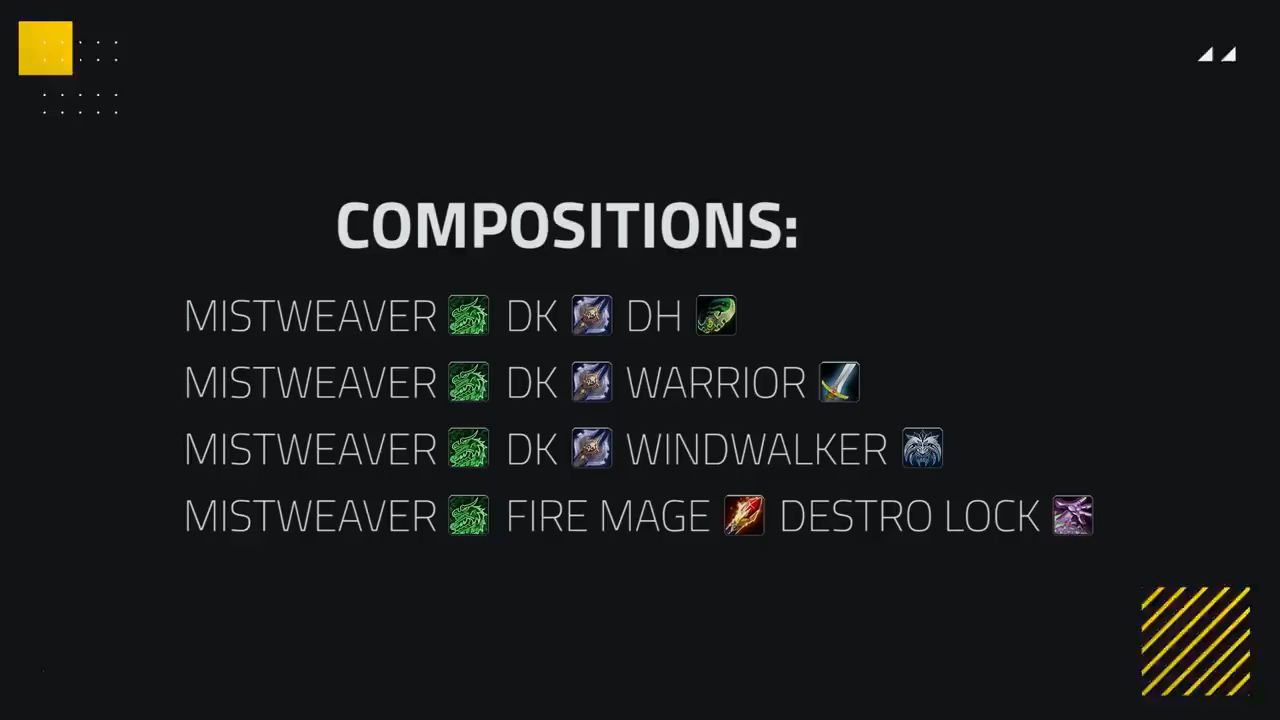 COMPOSITIONS:
MISTWEAVER DK DH
MISTWEAVER DK WARRIOR
MISTWEAVER DK WINDWALKER
MISTWEAVER FIRE MAGE DESTRO LOCK